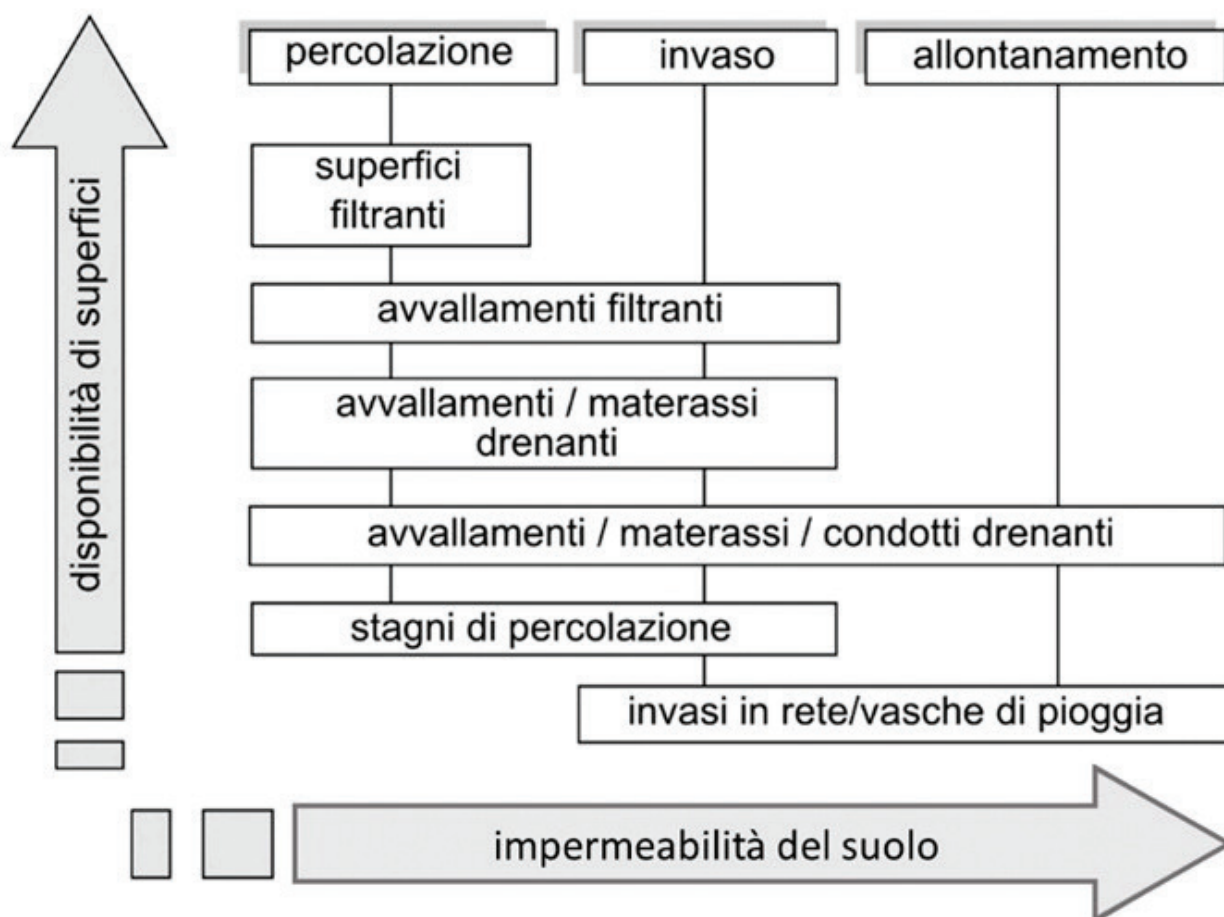 percolazione
invaso
allontanamento
superfici
filtranti
avvallamenti filtranti
avvallamenti / materassi
drenanti
avvallamenti / materassi / condotti drenanti
stagni di percolazione
invasi in rete/vasche di pioggia
disponibilità di superfici
impermeabilità del suolo